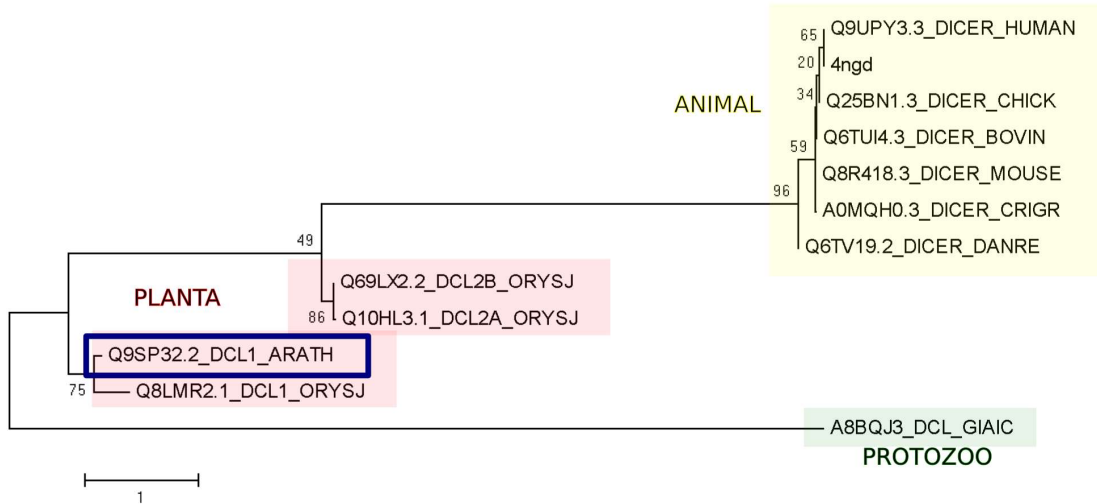 65
Q9UPY3.3_DICER_HUMAN
20
4ngd
34
Q25BN1.3_DICER_CHICK
ANIMAL
Q6TUI4.3_DICER_BOVIN
59
Q8R418.3_DICER_MOUSE
96
A0MQH0.3_DICER_CRIGR
49
Q6TV19.2_DICER_DANRE
Q69LX2.2_DCL2B_ORYSJ
PLANTA
86
Q10HL3.1_DCL2A_ORYSJ
Q9SP32.2_DCL1_ARATH
75
Q8LMR2.1_DCL1_ORYSJ
A8BQJ3_DCL_GIAIC
PROTOZOO
1